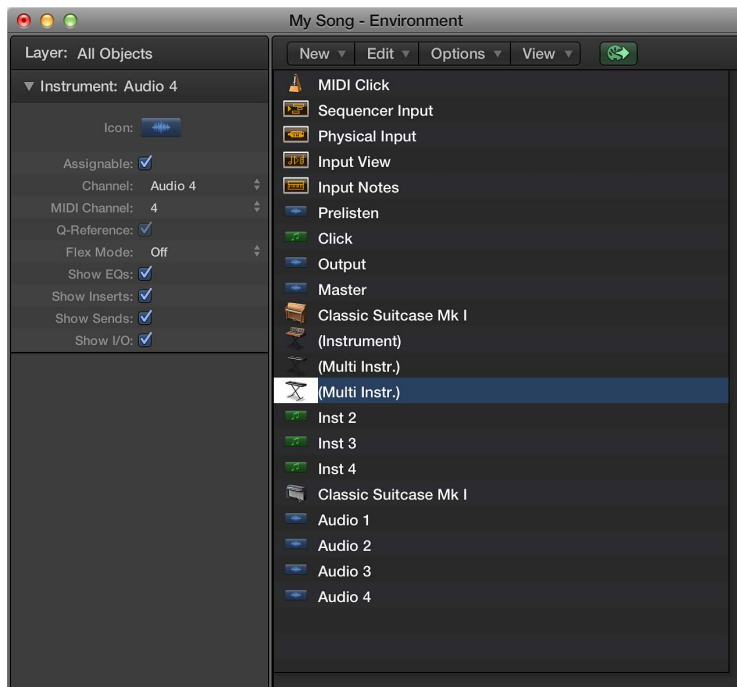 My Song - Environment
Layer: All Objects
Instrument: Audio 4
Icon:
Assignable:
Channel: Audio 4
MIDI Channel: 4
Q-Reference:
Flex Mode: Off
Show EQs:
Show Inserts:
Show Sends:
Show I/O:
New Edit Options View
MIDI Click
Sequencer Input
Physical Input
Input View
Input Notes
Prelisten
Click
Output
Master
Classic Suitcase Mk I
(Instrument)
(Multi Instr.)
(Multi Instr.)
Inst 2
Inst 3
Inst 4
Classic Suitcase Mk I
Audio 1
Audio 2
Audio 3
Audio 4